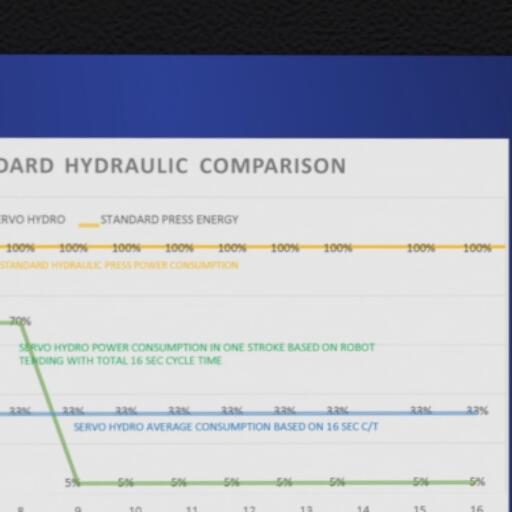 DARD HYDRAULIC COMPARISON
ERVO HYDRO STANDARD PRESS ENERGY
100% 100% 100% 100% 100% 100% 100% 100% 100%
STANDARD HYDRAULIC PRESS POWER CONSUMPTION
70%
SERVO HYDRO POWER CONSUMPTION IN ONE STROKE BASED ON ROBOT
TENDING WITH TOTAL 16 SEC CYCLE TIME
33% 33% 33% 33% 33% 33% 33% 33% 33%
SERVO HYDRO AVERAGE CONSUMPTION BASED ON 16 SEC C/T
5% 5% 5% 5% 5% 5% 5% 5%
8 9 10 11 12 13 14 15 16